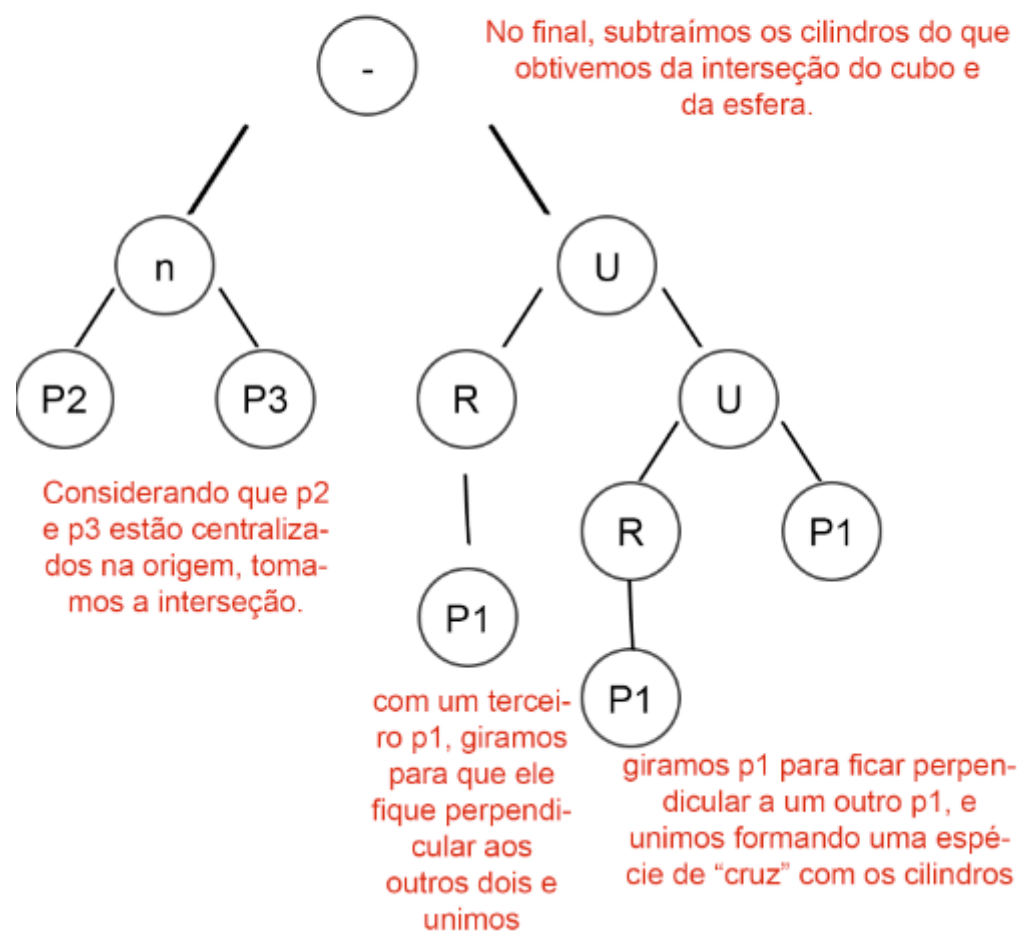 No final, subtraímos os cilindros do que
obtivemos da interseção do cubo e
da esfera.
-
n
U
P2
P3
R
U
Considerando que p2
e p3 estão centraliza-
dos na origem, toma-
mos a interseção.
R
P1
P1
P1
com um tercei-
ro p1, giramos
para que ele
fique perpendi-
cular aos
outros dois e
unimos
giramos p1 para ficar perpen-
dicular a um outro p1, e
unimos formando uma espé-
cie de “cruz” com os cilindros